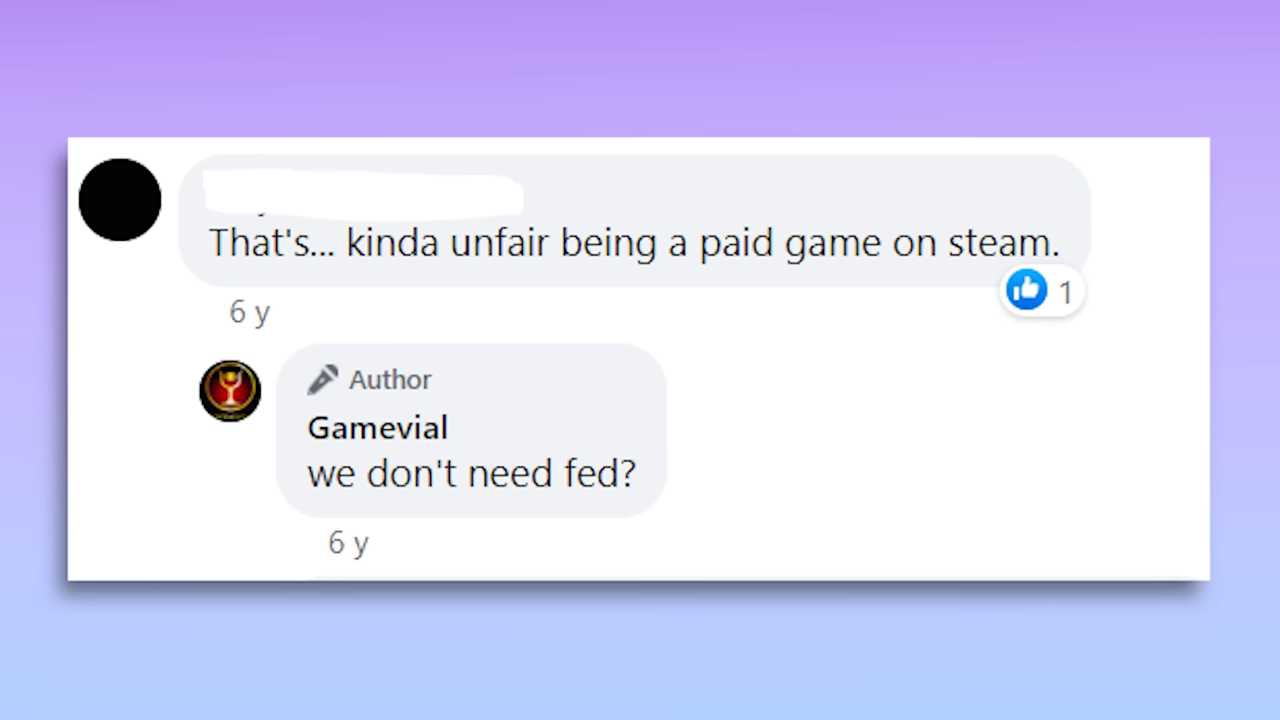 That's... kinda unfair being a paid game on steam.
1
6 y
Author
Gamevial
we don't need fed?
6 y